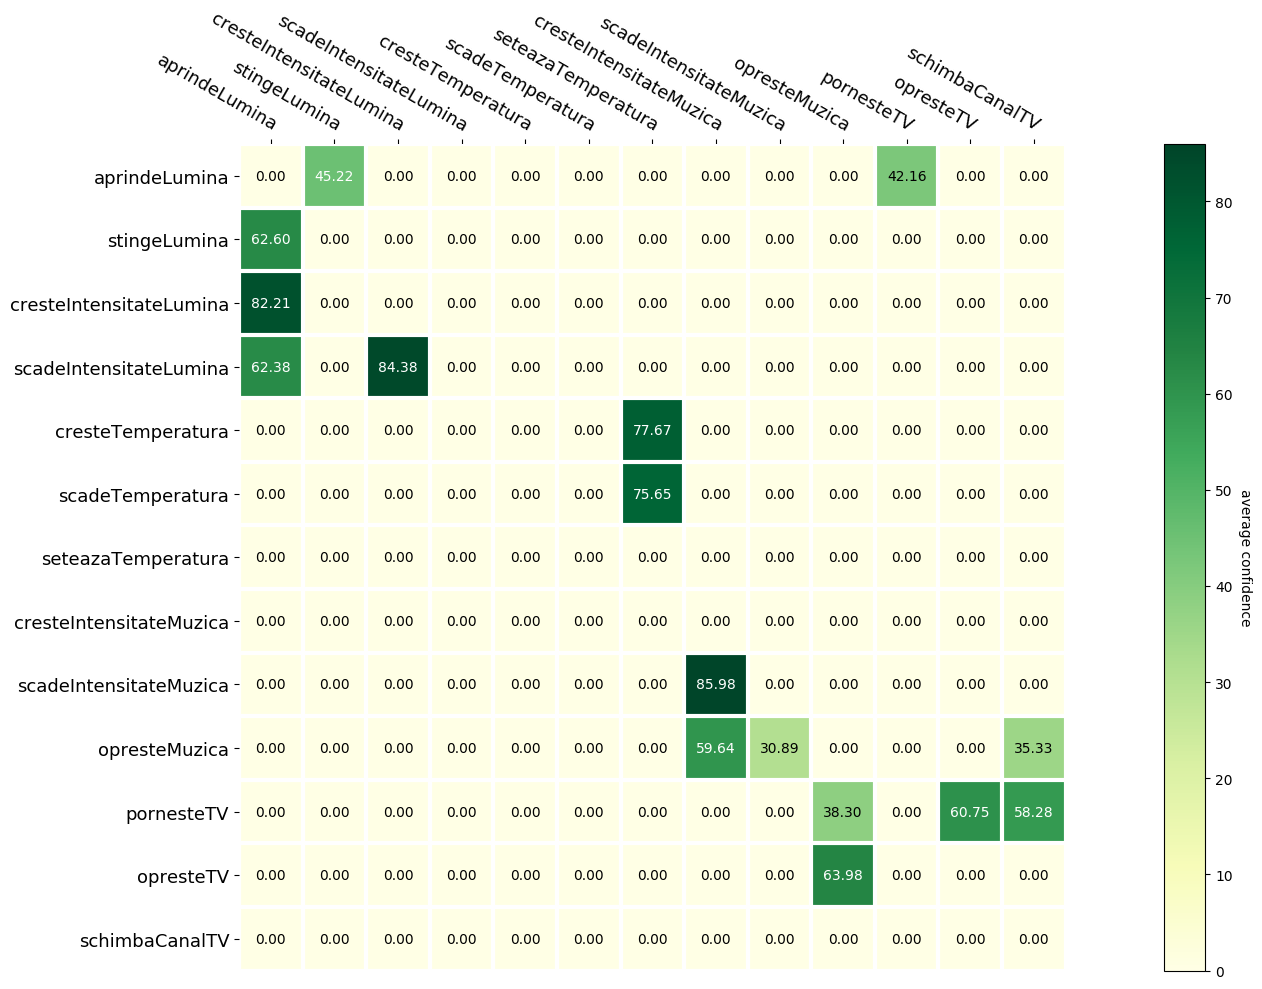 aprindeLumina
stingeLumina
cresteIntensitateLumina
scadeIntensitateLumina
cresteTemperatura
scadeTemperatura
seteazaTemperatura
cresteIntensitateMuzica
scadeIntensitateMuzica
opresteMuzica
pornesteTV
opresteTV
schimbaCanalTV
aprindeLumina 0.00 45.22 0.00 0.00 0.00 0.00 0.00 0.00 0.00 0.00 42.16 0.00 0.00
stingeLumina 62.60 0.00 0.00 0.00 0.00 0.00 0.00 0.00 0.00 0.00 0.00 0.00 0.00
cresteIntensitateLumina 82.21 0.00 0.00 0.00 0.00 0.00 0.00 0.00 0.00 0.00 0.00 0.00 0.00
scadeIntensitateLumina 62.38 0.00 84.38 0.00 0.00 0.00 0.00 0.00 0.00 0.00 0.00 0.00 0.00
cresteTemperatura 0.00 0.00 0.00 0.00 0.00 0.00 77.67 0.00 0.00 0.00 0.00 0.00 0.00
scadeTemperatura 0.00 0.00 0.00 0.00 0.00 0.00 75.65 0.00 0.00 0.00 0.00 0.00 0.00
seteazaTemperatura 0.00 0.00 0.00 0.00 0.00 0.00 0.00 0.00 0.00 0.00 0.00 0.00 0.00
cresteIntensitateMuzica 0.00 0.00 0.00 0.00 0.00 0.00 0.00 0.00 0.00 0.00 0.00 0.00 0.00
scadeIntensitateMuzica 0.00 0.00 0.00 0.00 0.00 0.00 0.00 85.98 0.00 0.00 0.00 0.00 0.00
opresteMuzica 0.00 0.00 0.00 0.00 0.00 0.00 0.00 59.64 30.89 0.00 0.00 0.00 35.33
pornesteTV 0.00 0.00 0.00 0.00 0.00 0.00 0.00 0.00 0.00 38.30 0.00 60.75 58.28
opresteTV 0.00 0.00 0.00 0.00 0.00 0.00 0.00 0.00 0.00 63.98 0.00 0.00 0.00
schimbaCanalTV 0.00 0.00 0.00 0.00 0.00 0.00 0.00 0.00 0.00 0.00 0.00 0.00 0.00
80
70
60
50
40
30
20
10
0
average confidence